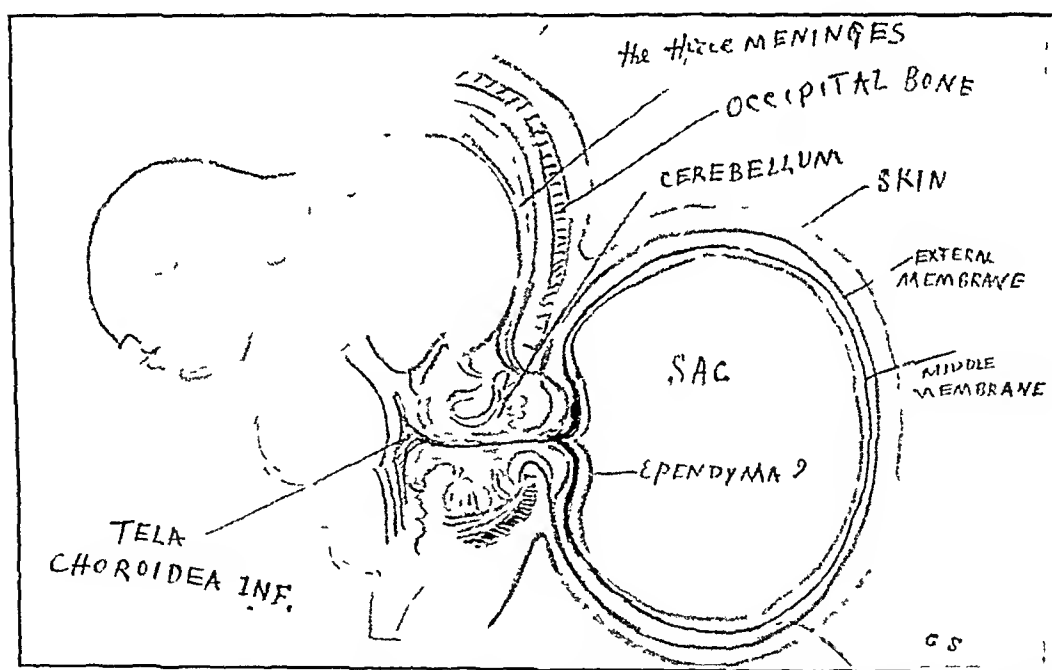 the three MENINGES
OCCIPITAL BONE
CEREBELLUM
SKIN
EXTERNAL
MEMBRANE
SAC
MIDDLE
MEMBRANE
EPENDYMA ?
TELA
CHOROIDEA INF.
G S